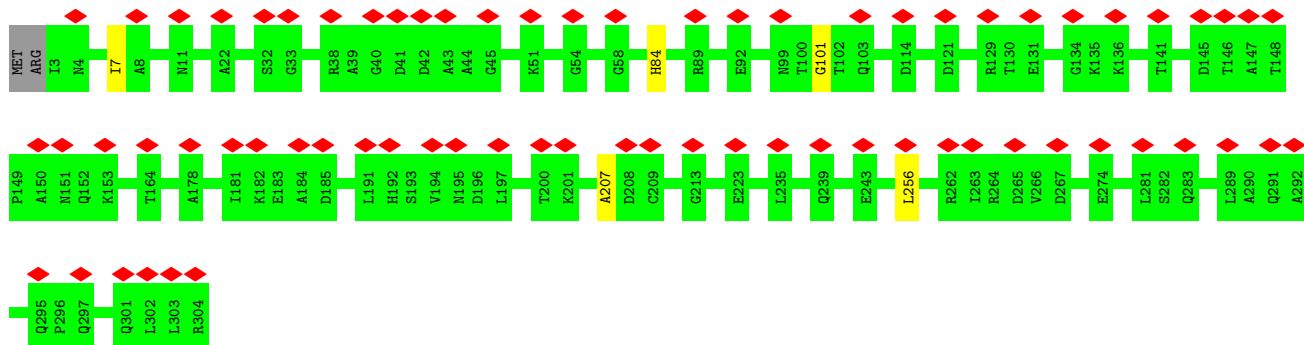 MET ARG I3 N4 I7 A8 N11 A22 S32 G33 R38 A39 G40 D41 D42 A43 A44 G45 K51 G54 G58 H84 R89 E92 N99 T100 G101 T102 Q103 D114 D121 R129 T130 E131 G134 K135 K136 T141 D145 T146 A147 T148
P149 A150 N151 Q152 K153 T164 A178 I181 K182 E183 A184 D185 L191 H192 S193 V194 N195 D196 L197 T200 K201 A207 D208 C209 G213 E223 L235 Q239 E243 L256 R262 I263 R264 D265 V266 D267 E274 L281 S282 Q283 L289 A290 Q291 A292
Q295 P296 Q297 Q301 L302 L303 R304